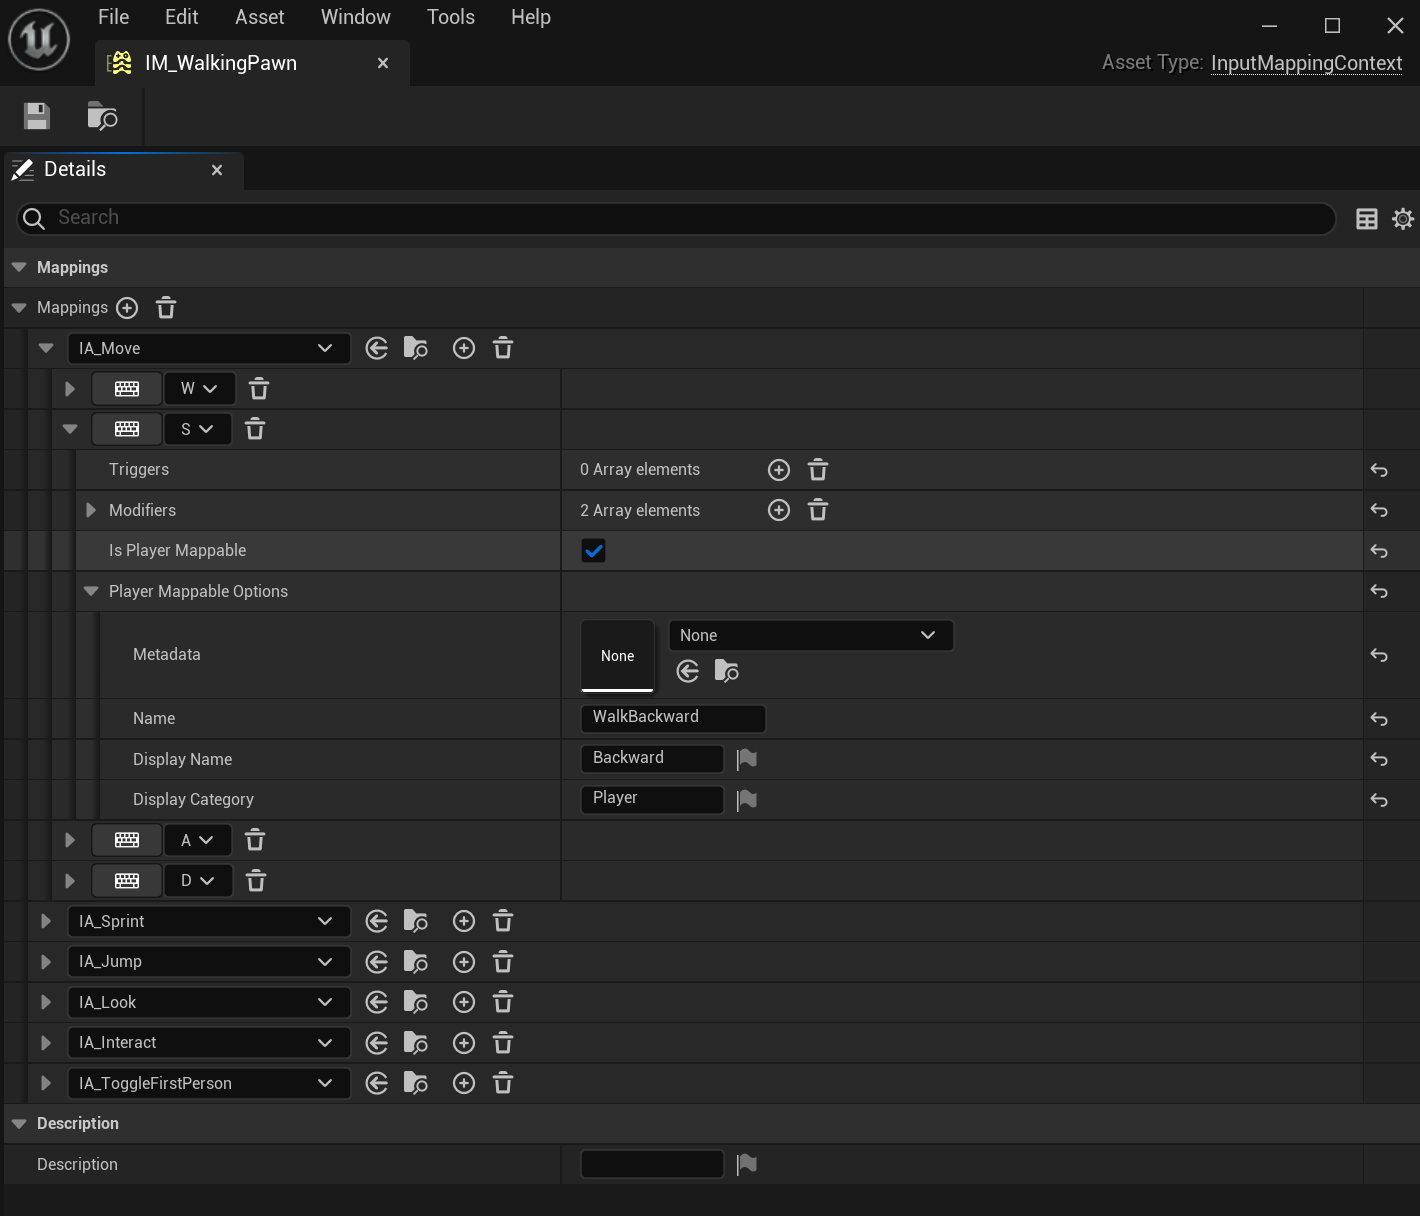 File Edit Asset Window Tools Help
IM_WalkingPawn
Asset Type: InputMappingContext
Details
Search
Mappings
Mappings
IA_Move
W
S
Triggers 0 Array elements
Modifiers 2 Array elements
Is Player Mappable
Player Mappable Options
Metadata None None
Name WalkBackward
Display Name Backward
Display Category Player
A
D
IA_Sprint
IA_Jump
IA_Look
IA_Interact
IA_ToggleFirstPerson
Description
Description